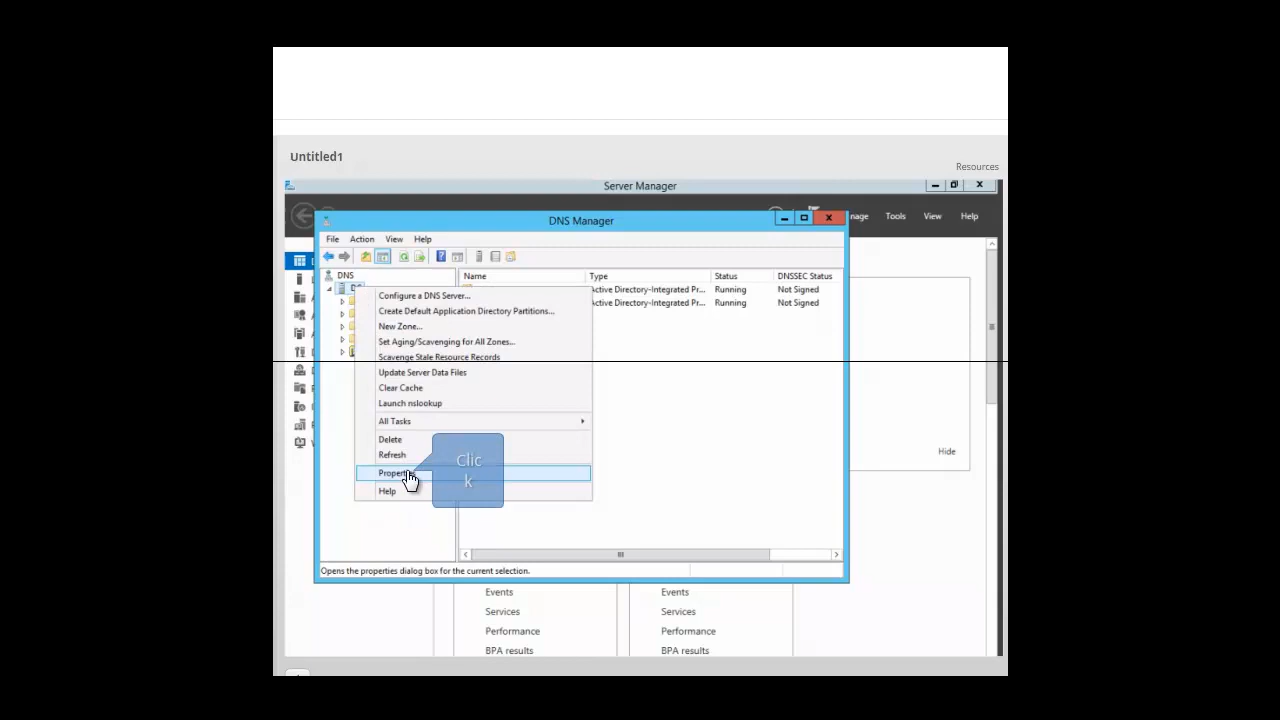 Untitled1
Resources
Server Manager
Tools
View
Help
DNS Manager
File Action View Help
DNS
Name Type Status DNSSEC Status
Active Directory-Integrated Pr... Running Not Signed
Active Directory-Integrated Pr... Running Not Signed
Configure a DNS Server...
Create Default Application Directory Partitions...
New Zone...
Set Aging/Scavenging for All Zones...
Scavenge Stale Resource Records
Update Server Data Files
Clear Cache
Launch nslookup
All Tasks
Delete
Refresh
Properties
Help
Clic
k
Hide
Opens the properties dialog box for the current selection.
Events Events
Services Services
Performance Performance
BPA results BPA results